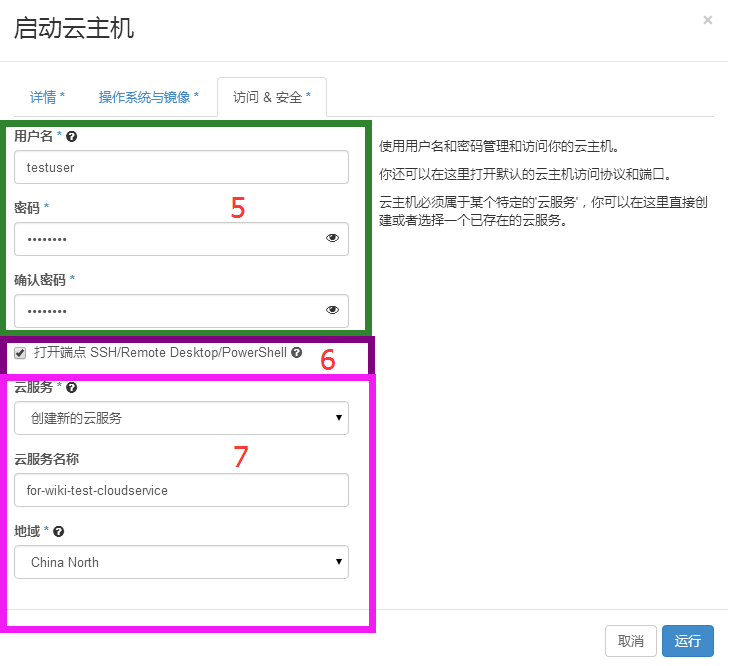 启动云主机
×
详情 *
操作系统与镜像 *
访问 & 安全 *
用户名 * ?
testuser
密码 *
5
••••••••
确认密码 *
••••••••
打开端点 SSH/Remote Desktop/PowerShell ?
6
云服务 * ?
创建新的云服务
云服务名称
7
for-wiki-test-cloudservice
地域 * ?
China North
使用用户名和密码管理和访问你的云主机。
你还可以在这里打开默认的云主机访问协议和端口。
云主机必须属于某个特定的'云服务'，你可以在这里直接创
建或者选择一个已存在的云服务。
取消
运行